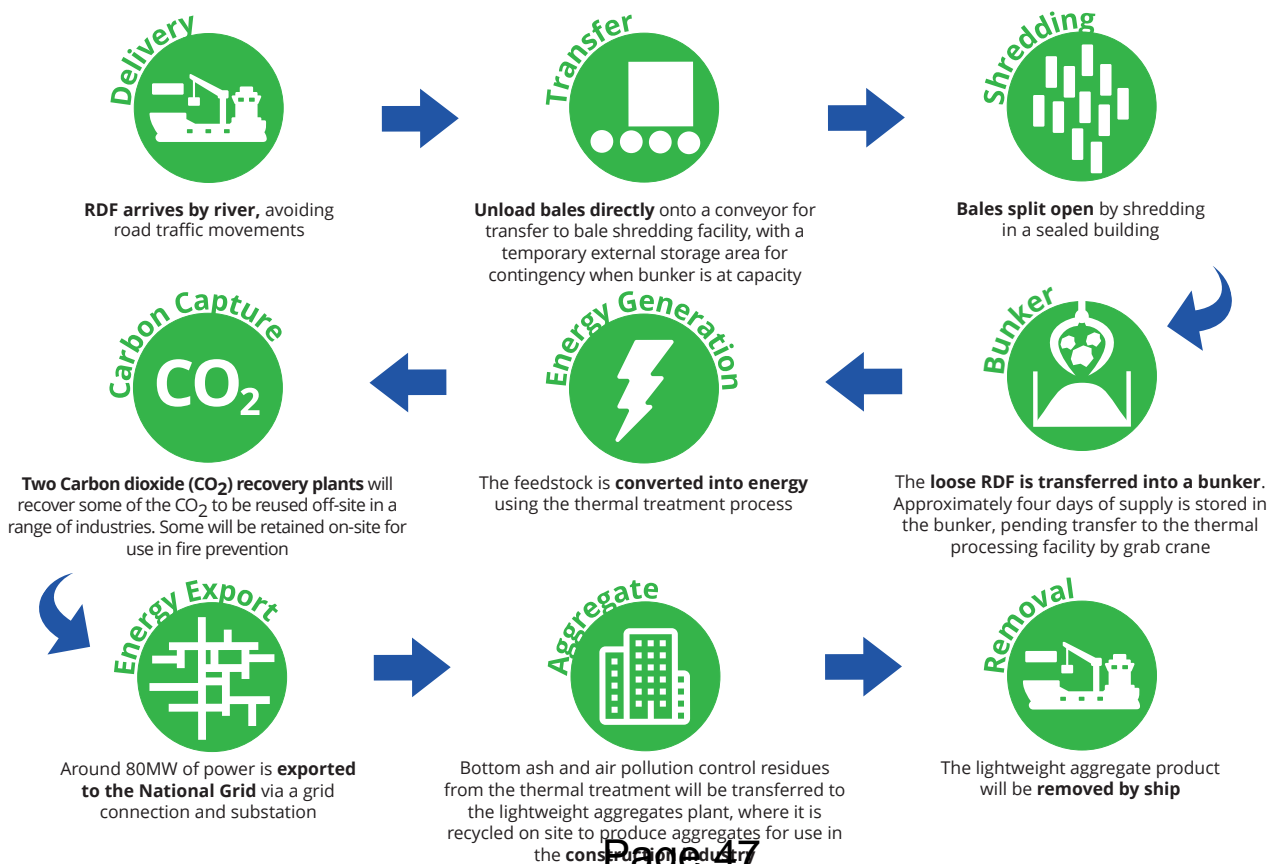 Delivery
RDF arrives by river, avoiding
road traffic movements
Transfer
Unload bales directly onto a conveyor for
transfer to bale shredding facility, with a
temporary external storage area for
contingency when bunker is at capacity
Shredding
Bales split open by shredding
in a sealed building
Bunker
The loose RDF is transferred into a bunker.
Approximately four days of supply is stored in
the bunker, pending transfer to the thermal
processing facility by grab crane
Energy Generation
The feedstock is converted into energy
using the thermal treatment process
Carbon Capture
CO2
Two Carbon dioxide (CO2) recovery plants will
recover some of the CO2 to be reused off-site in a
range of industries. Some will be retained on-site for
use in fire prevention
Energy Export
Around 80MW of power is exported
to the National Grid via a grid
connection and substation
Aggregate
Bottom ash and air pollution control residues
from the thermal treatment will be transferred to
the lightweight aggregates plant, where it is
recycled on site to produce aggregates for use in
the construction industry
Removal
The lightweight aggregate product
will be removed by ship
Page 47